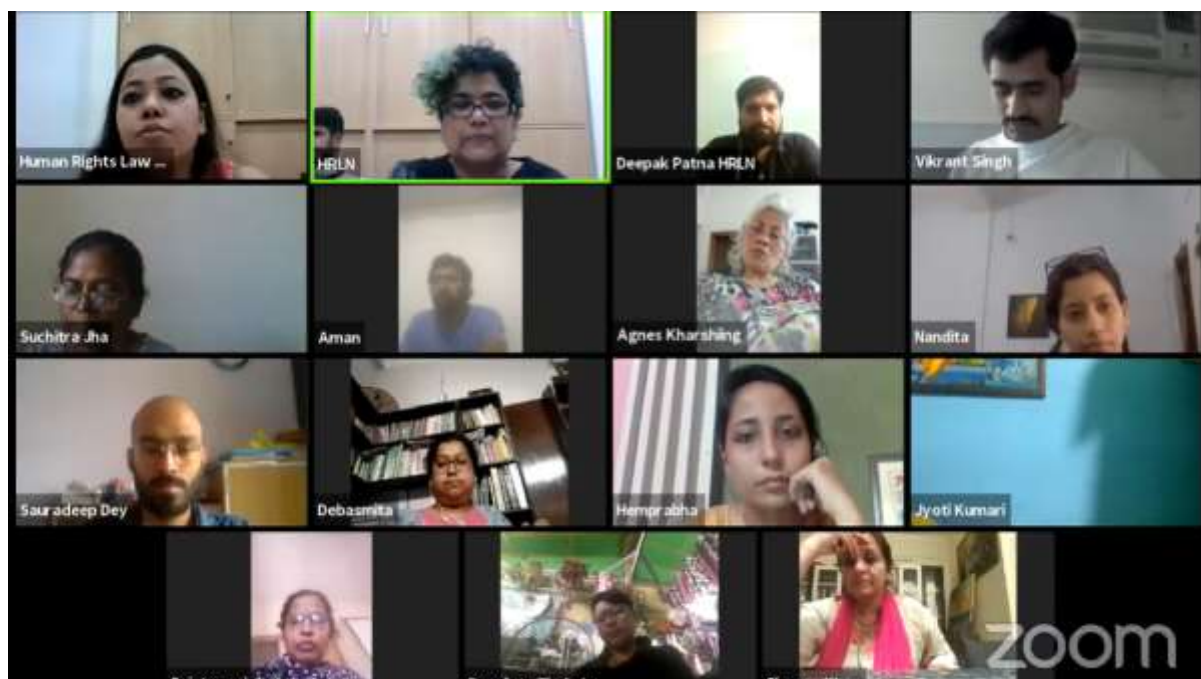 Human Rights Law ...
HRLN
Deepak Patna HRLN
Vikrant Singh
Suchitra Jha
Aman
Agnes Kharshiing
Nandita
Sauradeep Dey
Debasmita
Hemprabha
Jyoti Kumari
zoom